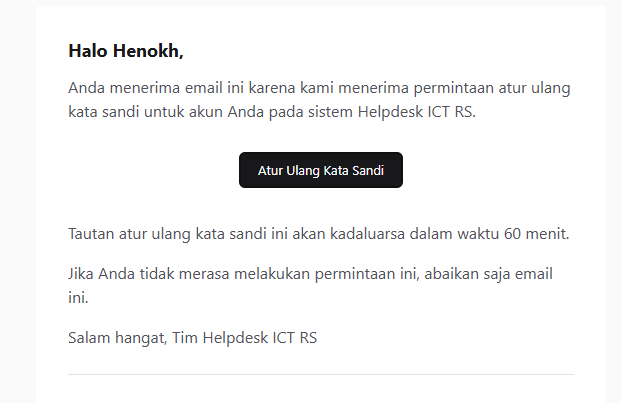 Halo Henokh,
Anda menerima email ini karena kami menerima permintaan atur ulang
kata sandi untuk akun Anda pada sistem Helpdesk ICT RS.
Atur Ulang Kata Sandi
Tautan atur ulang kata sandi ini akan kadaluarsa dalam waktu 60 menit.
Jika Anda tidak merasa melakukan permintaan ini, abaikan saja email
ini.
Salam hangat, Tim Helpdesk ICT RS